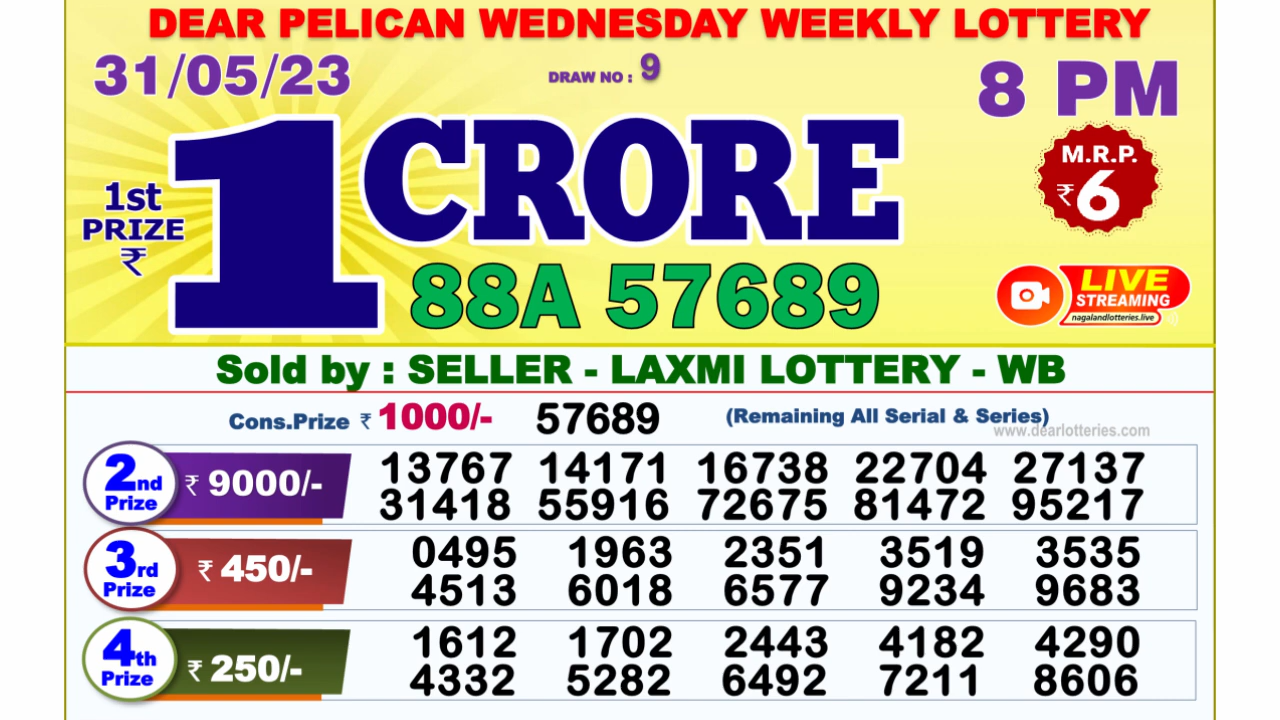 DEAR PELICAN WEDNESDAY WEEKLY LOTTERY
31/05/23
DRAW NO : 9
8 PM
1st PRIZE ₹
1 CRORE
M.R.P. ₹ 6
88A 57689
LIVE STREAMING
nagalandlotteries.live
Sold by : SELLER - LAXMI LOTTERY - WB
Cons.Prize ₹ 1000/- 57689 (Remaining All Serial & Series)
www.dearlotteries.com
2nd Prize ₹ 9000/-
13767 14171 16738 22704 27137
31418 55916 72675 81472 95217
3rd Prize ₹ 450/-
0495 1963 2351 3519 3535
4513 6018 6577 9234 9683
4th Prize ₹ 250/-
1612 1702 2443 4182 4290
4332 5282 6492 7211 8606